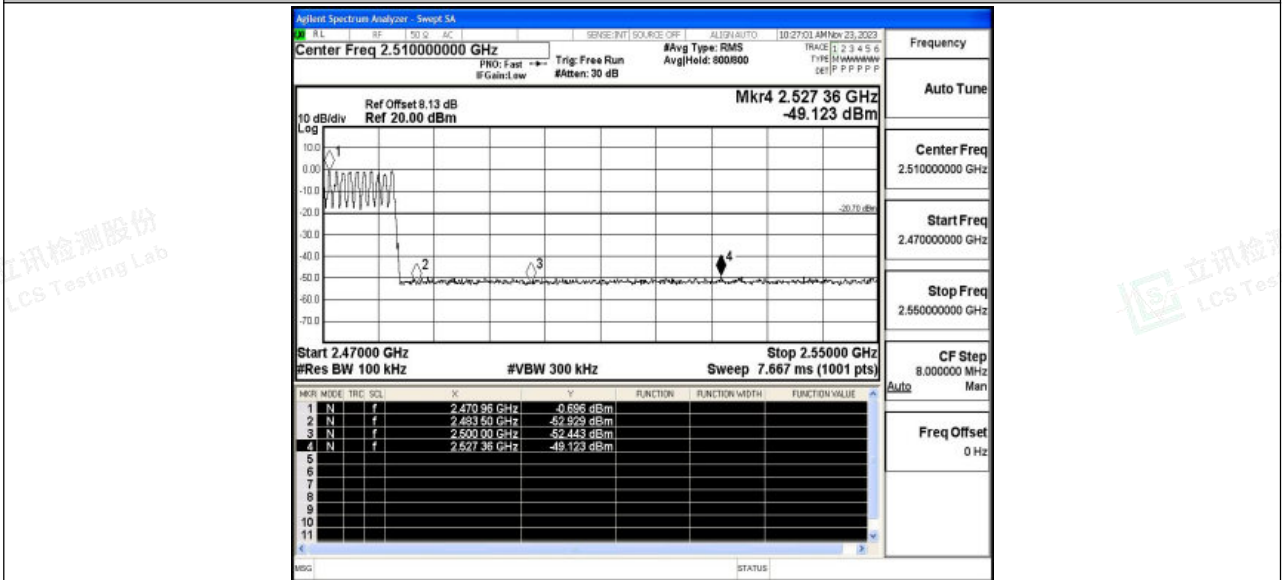 Agilent Spectrum Analyzer - Swept SA
RL RF 50 Ω AC SENSE:INT SOURCE OFF ALIGN AUTO 10:27:01 AM Nov 23, 2023
Center Freq 2.510000000 GHz
PNO: Fast
IFGain:Low
Trig: Free Run
#Atten: 30 dB
#Avg Type: RMS
Avg|Hold: 800/800
TRACE 1 2 3 4 5 6
TYPE M WWWWW
DET P P P P P P
Frequency
Auto Tune
Center Freq
2.510000000 GHz
Start Freq
2.470000000 GHz
Stop Freq
2.550000000 GHz
CF Step
8.000000 MHz
Auto Man
Freq Offset
0 Hz
Mkr4 2.527 36 GHz
-49.123 dBm
Ref Offset 8.13 dB
10 dB/div Ref 20.00 dBm
Log
10.0
0.00
-10.0
-20.0
-30.0
-40.0
-50.0
-60.0
-70.0
1
2
3
4
-20.70 dBm
Start 2.47000 GHz Stop 2.55000 GHz
#Res BW 100 kHz #VBW 300 kHz Sweep 7.667 ms (1001 pts)
MKR MODE TRC SCL X Y FUNCTION FUNCTION WIDTH FUNCTION VALUE
1 N f 2.470 96 GHz -0.696 dBm
2 N f 2.483 50 GHz -52.929 dBm
3 N f 2.500 00 GHz -52.443 dBm
4 N f 2.527 36 GHz -49.123 dBm
5
6
7
8
9
10
11
MSG STATUS
立讯检测股份
LCS Testing Lab
立讯检
LCS Tes